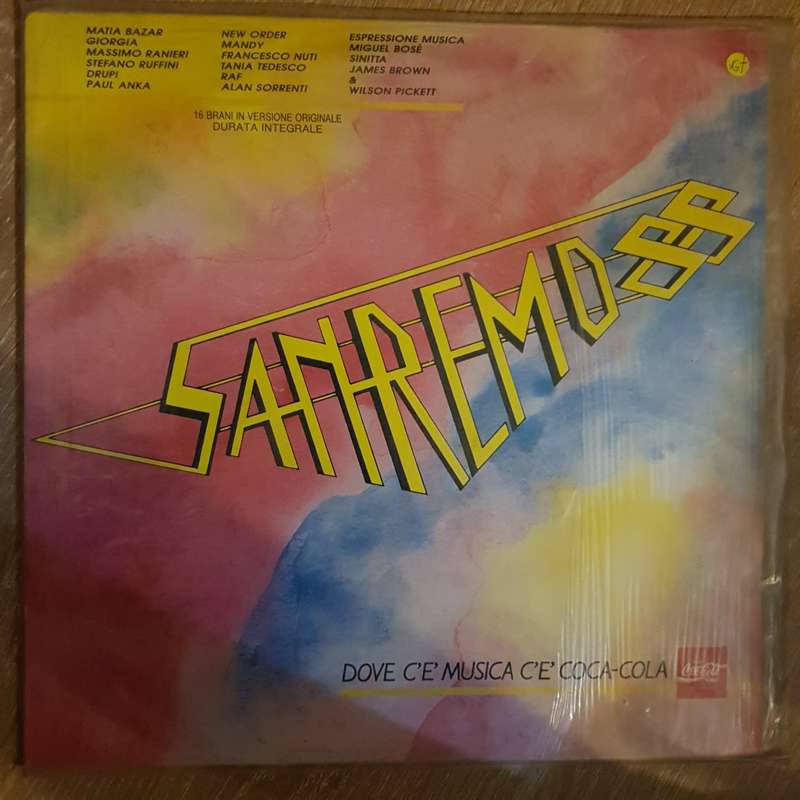 MATIA BAZAR
GIORGIA
MASSIMO RANIERI
STEFANO RUFFINI
DRUPI
PAUL ANKA
NEW ORDER
MANDY
FRANCESCO NUTI
TANIA TEDESCO
RAF
ALAN SORRENTI
ESPRESSIONE MUSICA
MIGUEL BOSÉ
SINITTA
JAMES BROWN
&
WILSON PICKETT
VG+
16 BRANI IN VERSIONE ORIGINALE
DURATA INTEGRALE
SANREMO 88
DOVE C'E' MUSICA C'E' COCA-COLA
Coca-Cola